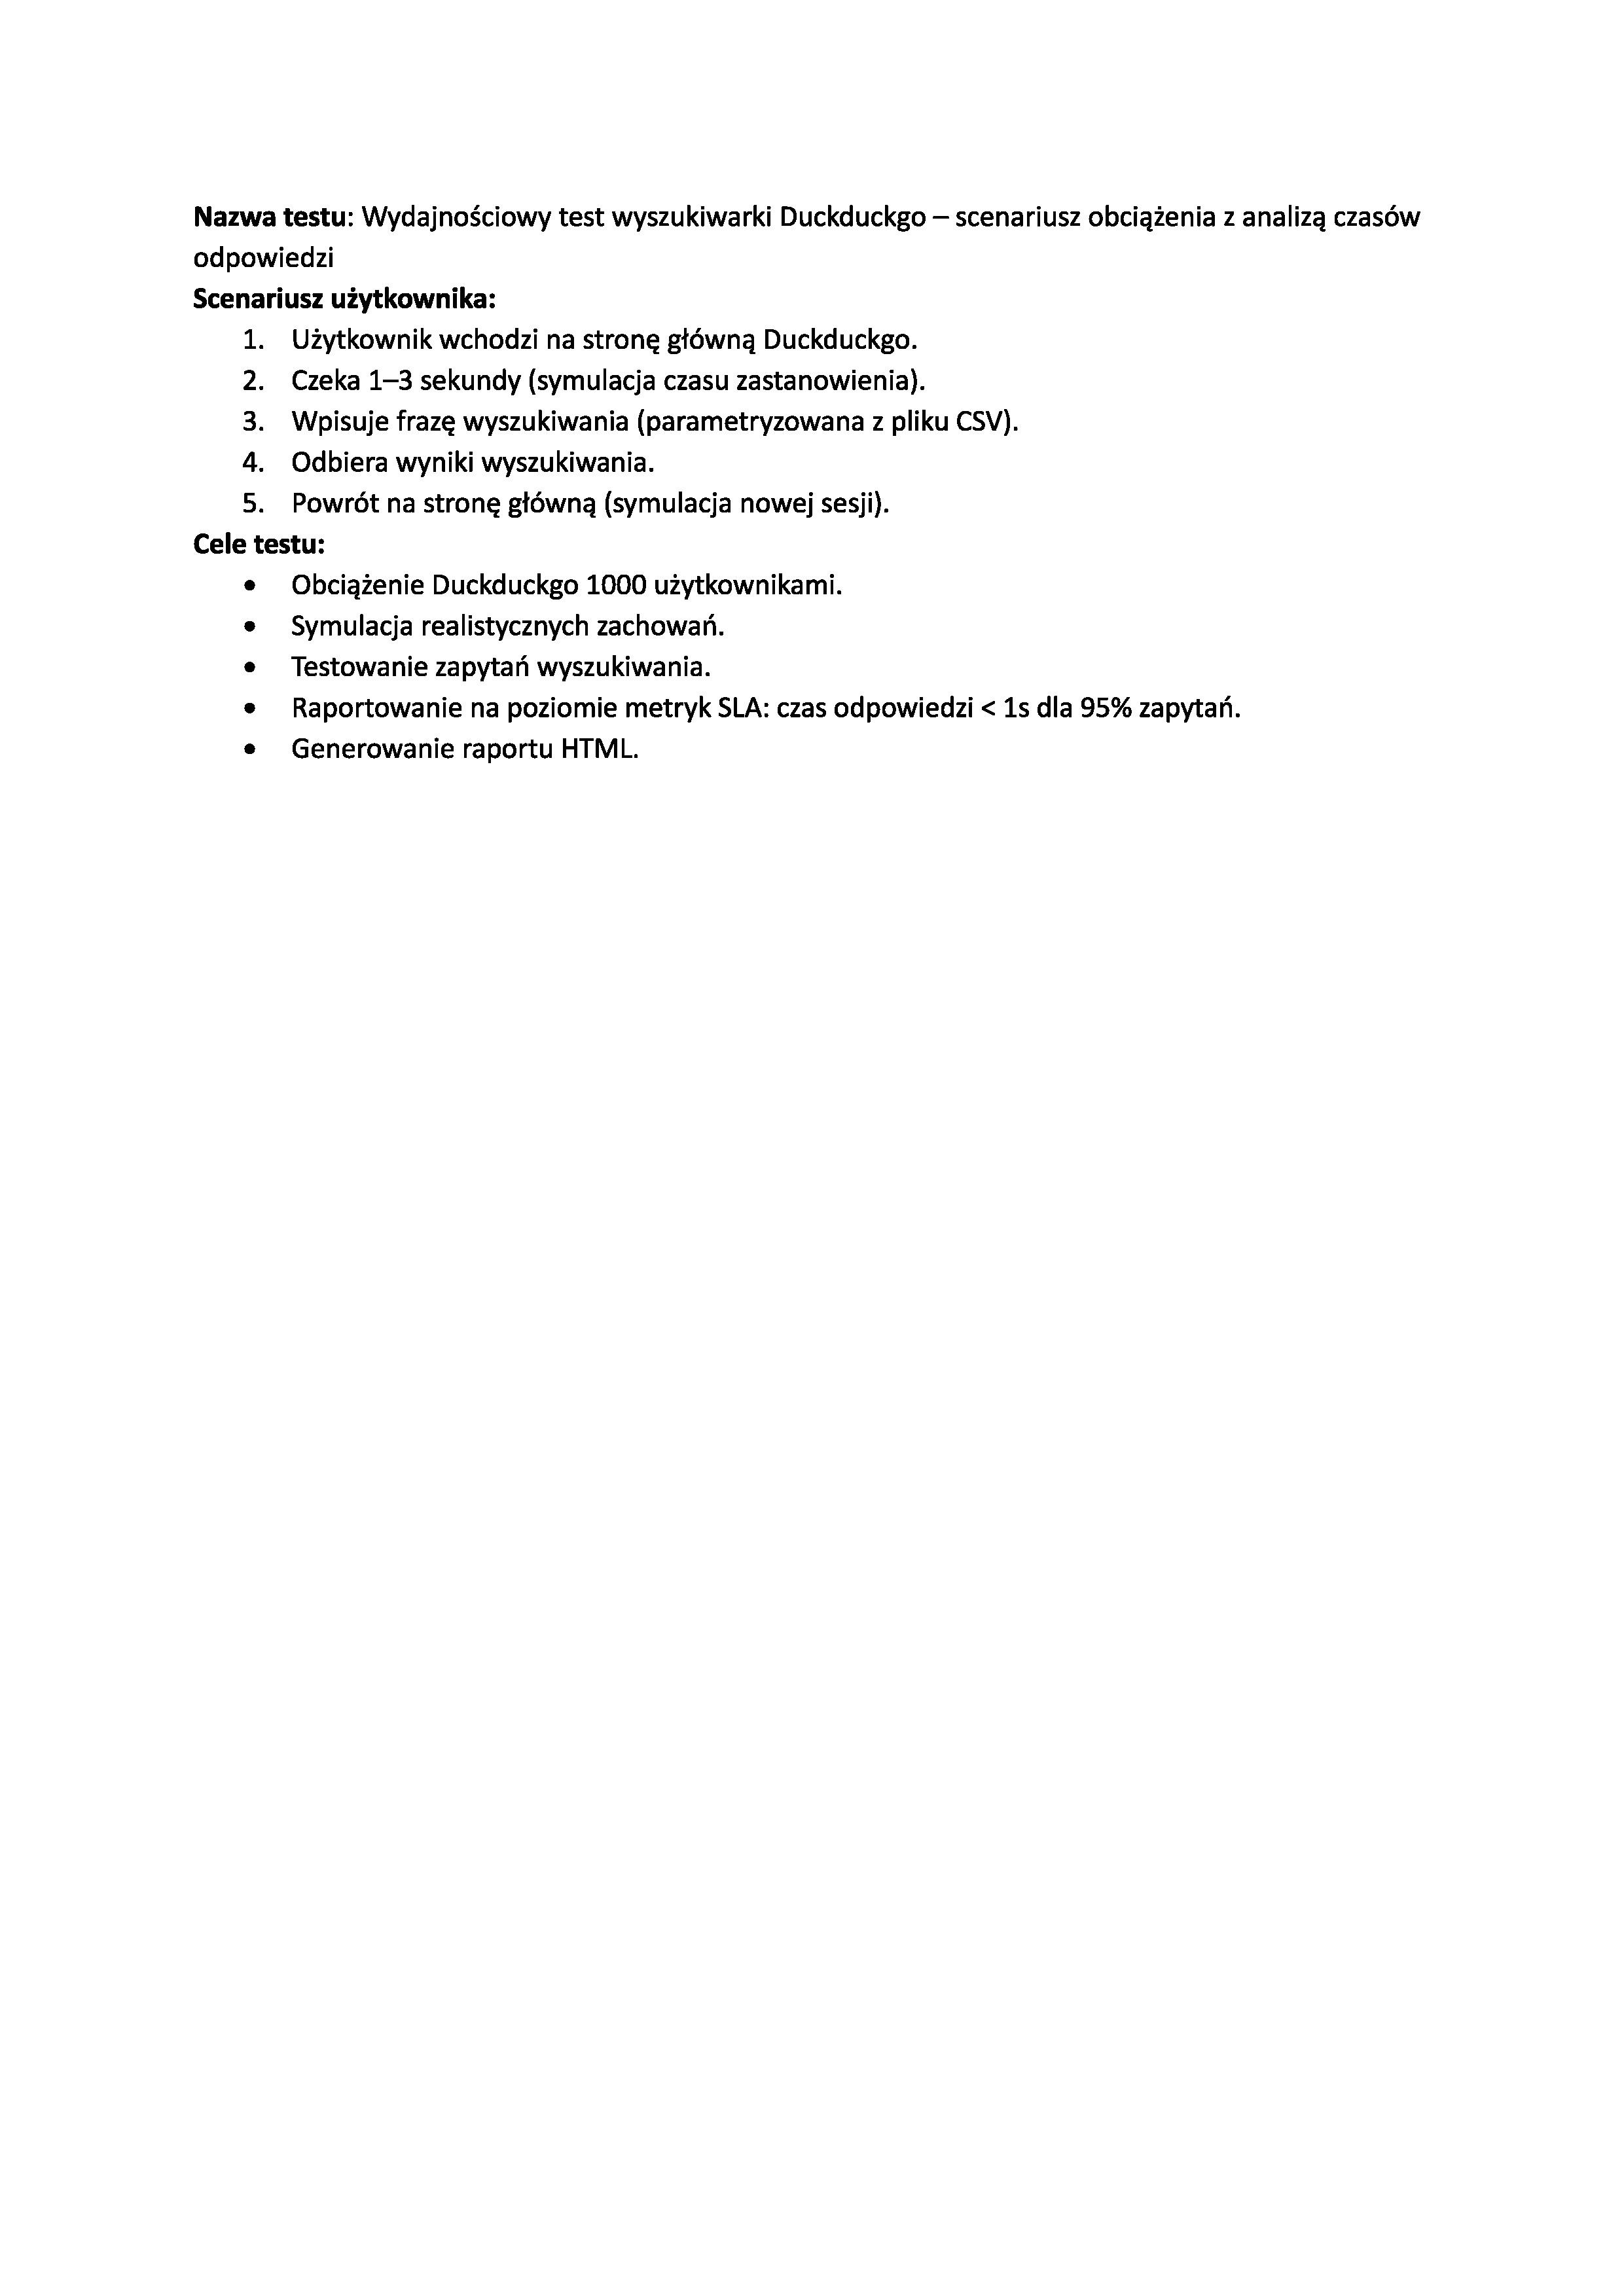 Nazwa testu: Wydajnościowy test wyszukiwarki Duckduckgo – scenariusz obciążenia z analizą czasów
odpowiedzi
Scenariusz użytkownika:
1. Użytkownik wchodzi na stronę główną Duckduckgo.
2. Czeka 1–3 sekundy (symulacja czasu zastanowienia).
3. Wpisuje frazę wyszukiwania (parametryzowana z pliku CSV).
4. Odbiera wyniki wyszukiwania.
5. Powrót na stronę główną (symulacja nowej sesji).
Cele testu:
• Obciążenie Duckduckgo 1000 użytkownikami.
• Symulacja realistycznych zachowań.
• Testowanie zapytań wyszukiwania.
• Raportowanie na poziomie metryk SLA: czas odpowiedzi < 1s dla 95% zapytań.
• Generowanie raportu HTML.